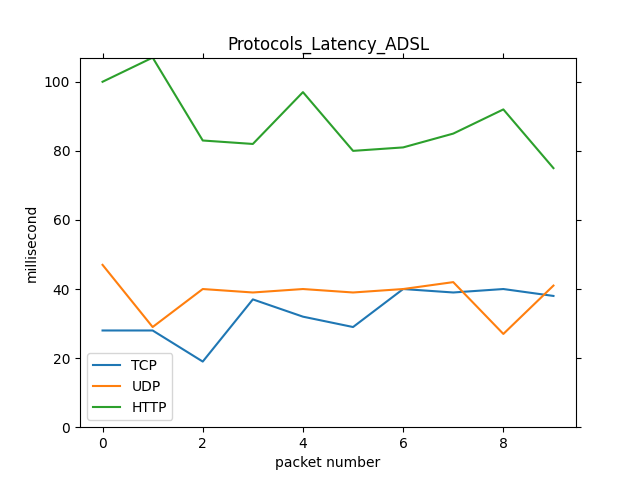 Protocols_Latency_ADSL
100
80
60
40
20
0
millisecond
TCP
UDP
HTTP
0 2 4 6 8
packet number